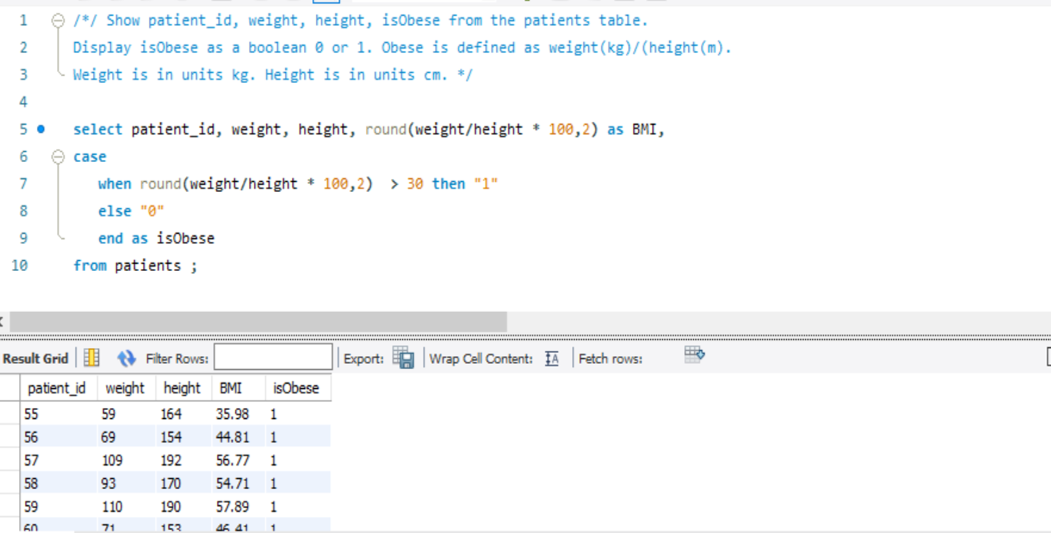 1 /*/ Show patient_id, weight, height, isObese from the patients table.
2 Display isObese as a boolean 0 or 1. Obese is defined as weight(kg)/(height(m).
3 Weight is in units kg. Height is in units cm. */
4
5 select patient_id, weight, height, round(weight/height * 100,2) as BMI,
6 case
7 when round(weight/height * 100,2) > 30 then "1"
8 else "0"
9 end as isObese
10 from patients ;
Result Grid Filter Rows: Export: Wrap Cell Content: Fetch rows:
patient_id weight height BMI isObese
55 59 164 35.98 1
56 69 154 44.81 1
57 109 192 56.77 1
58 93 170 54.71 1
59 110 190 57.89 1
60 71 153 46.41 1